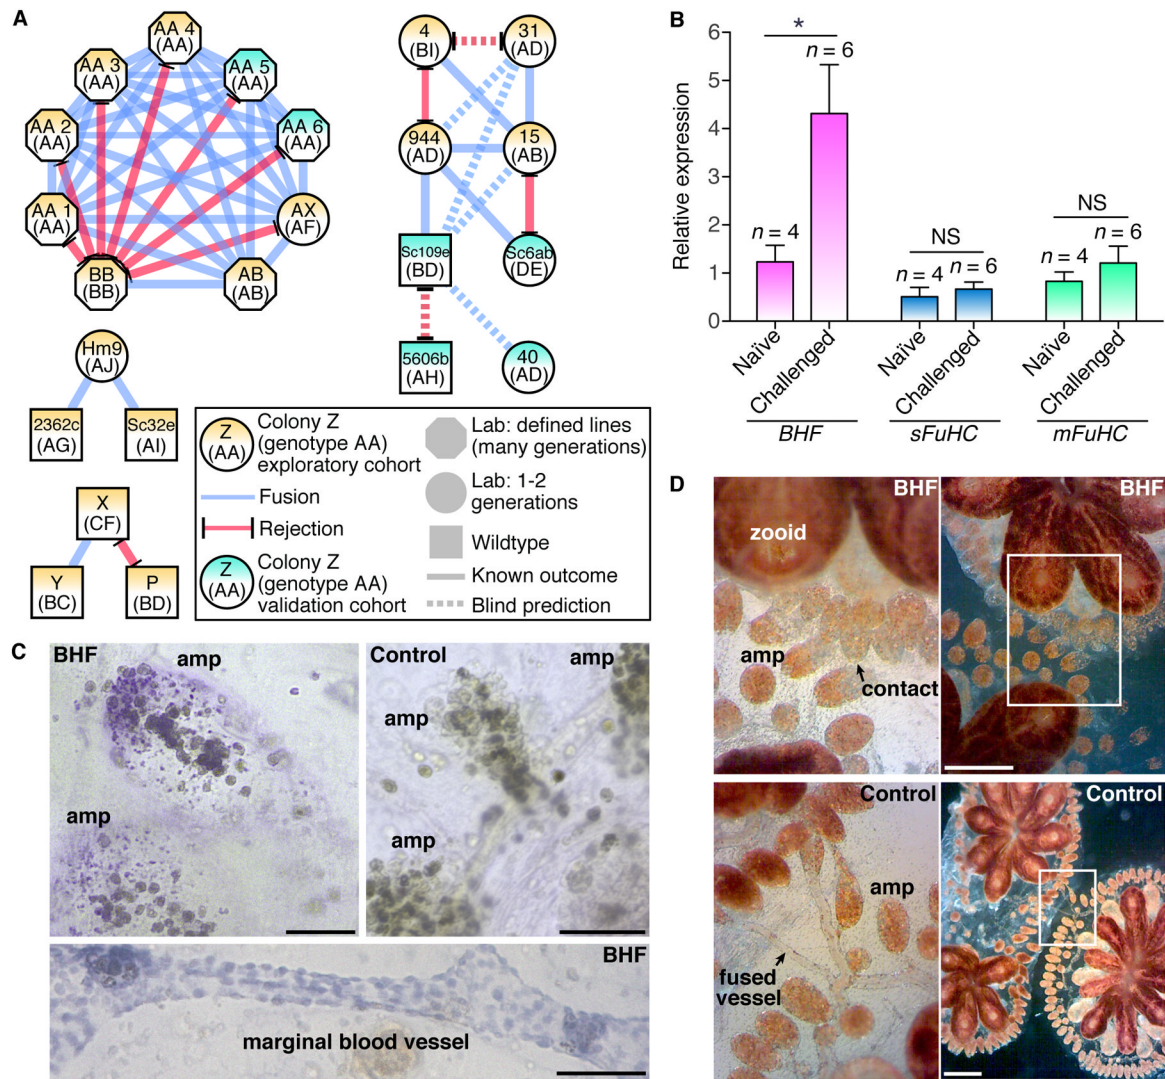 A
AA 4
(AA)
AA 3
(AA)
AA 5
(AA)
AA 2
(AA)
AA 6
(AA)
AA 1
(AA)
AX
(AF)
BB
(BB)
AB
(AB)
4
(BI)
31
(AD)
944
(AD)
15
(AB)
Sc109e
(BD)
Sc6ab
(DE)
5606b
(AH)
40
(AD)
Hm9
(AJ)
2362c
(AG)
Sc32e
(AI)
X
(CF)
Y
(BC)
P
(BD)
Z
(AA)
Colony Z
(genotype AA)
exploratory cohort
Fusion
Rejection
Z
(AA)
Colony Z
(genotype AA)
validation cohort
Lab: defined lines
(many generations)
Lab: 1-2
generations
Wildtype
Known outcome
Blind prediction
B
Relative expression
6
5
4
3
2
1
0
*
n = 4
n = 6
NS
n = 4
n = 6
NS
n = 4
n = 6
Naïve
Challenged
Naïve
Challenged
Naïve
Challenged
BHF
sFuHC
mFuHC
C
BHF
amp
amp
Control
amp
amp
amp
BHF
marginal blood vessel
D
BHF
zooid
amp
contact
BHF
Control
amp
fused
vessel
Control